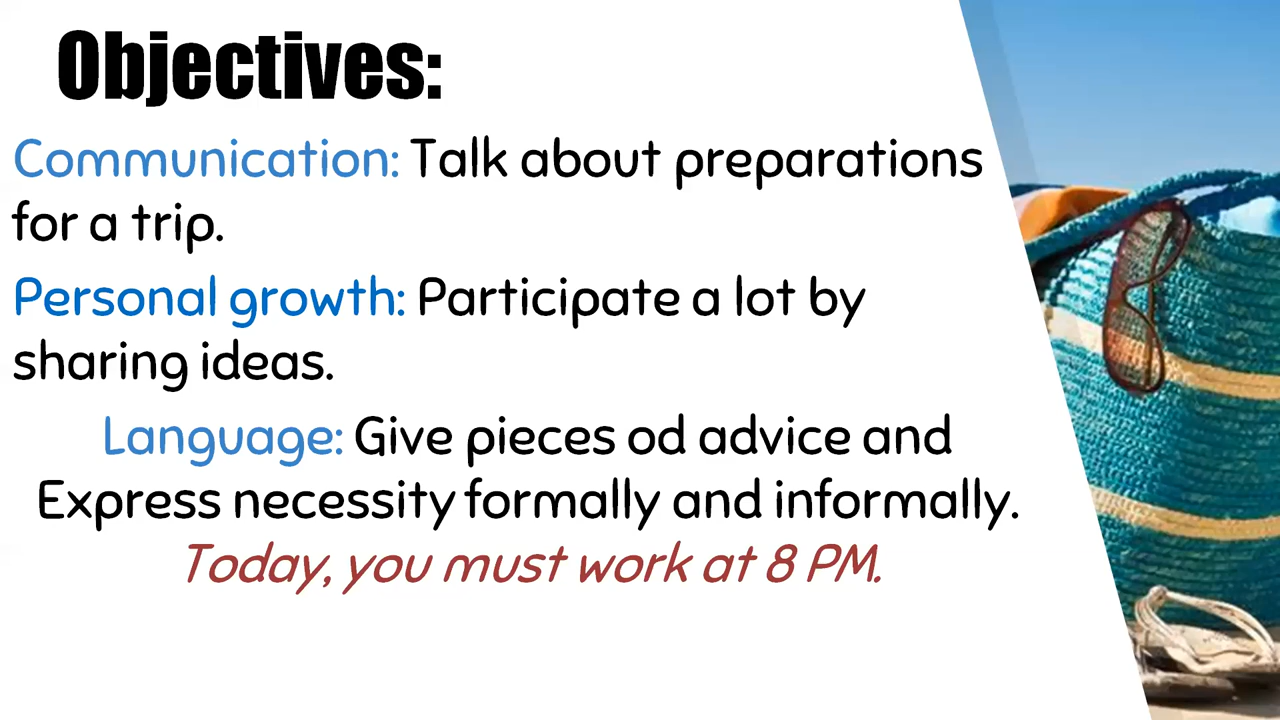 Objectives:
Communication: Talk about preparations
for a trip.
Personal growth: Participate a lot by
sharing ideas.
Language: Give pieces od advice and
Express necessity formally and informally.
Today, you must work at 8 PM.